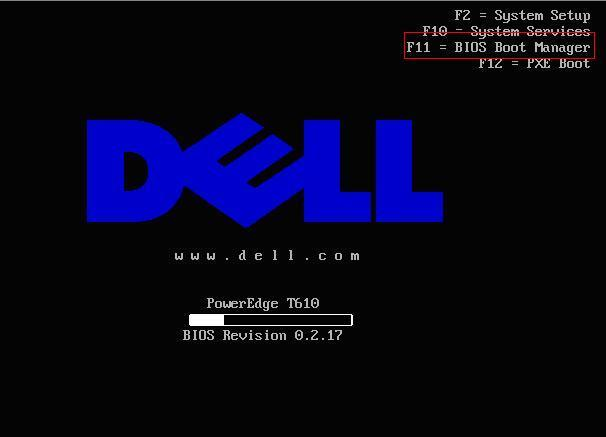 F2 = System Setup
F10 = System Services
F11 = BIOS Boot Manager
F12 = PXE Boot
DELL
www.dell.com
PowerEdge T610
BIOS Revision 0.2.17